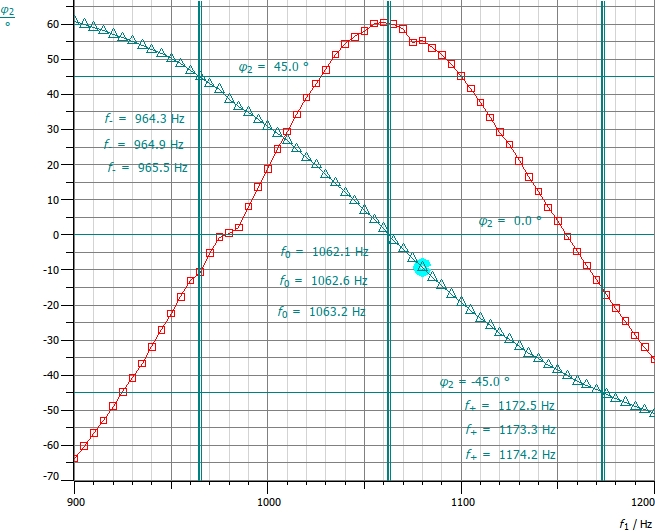 φ2
°
60
50
φ2 = 45.0 °
40
f- = 964.3 Hz
30
f = 964.9 Hz
20
f- = 965.5 Hz
10
φ2 = 0.0 °
0
f0 = 1062.1 Hz
-10
f0 = 1062.6 Hz
-20
f0 = 1063.2 Hz
-30
-40
φ2 = -45.0 °
f+ = 1172.5 Hz
-50
f+ = 1173.3 Hz
-60
f+ = 1174.2 Hz
-70
900 1000 1100 1200
f1 / Hz